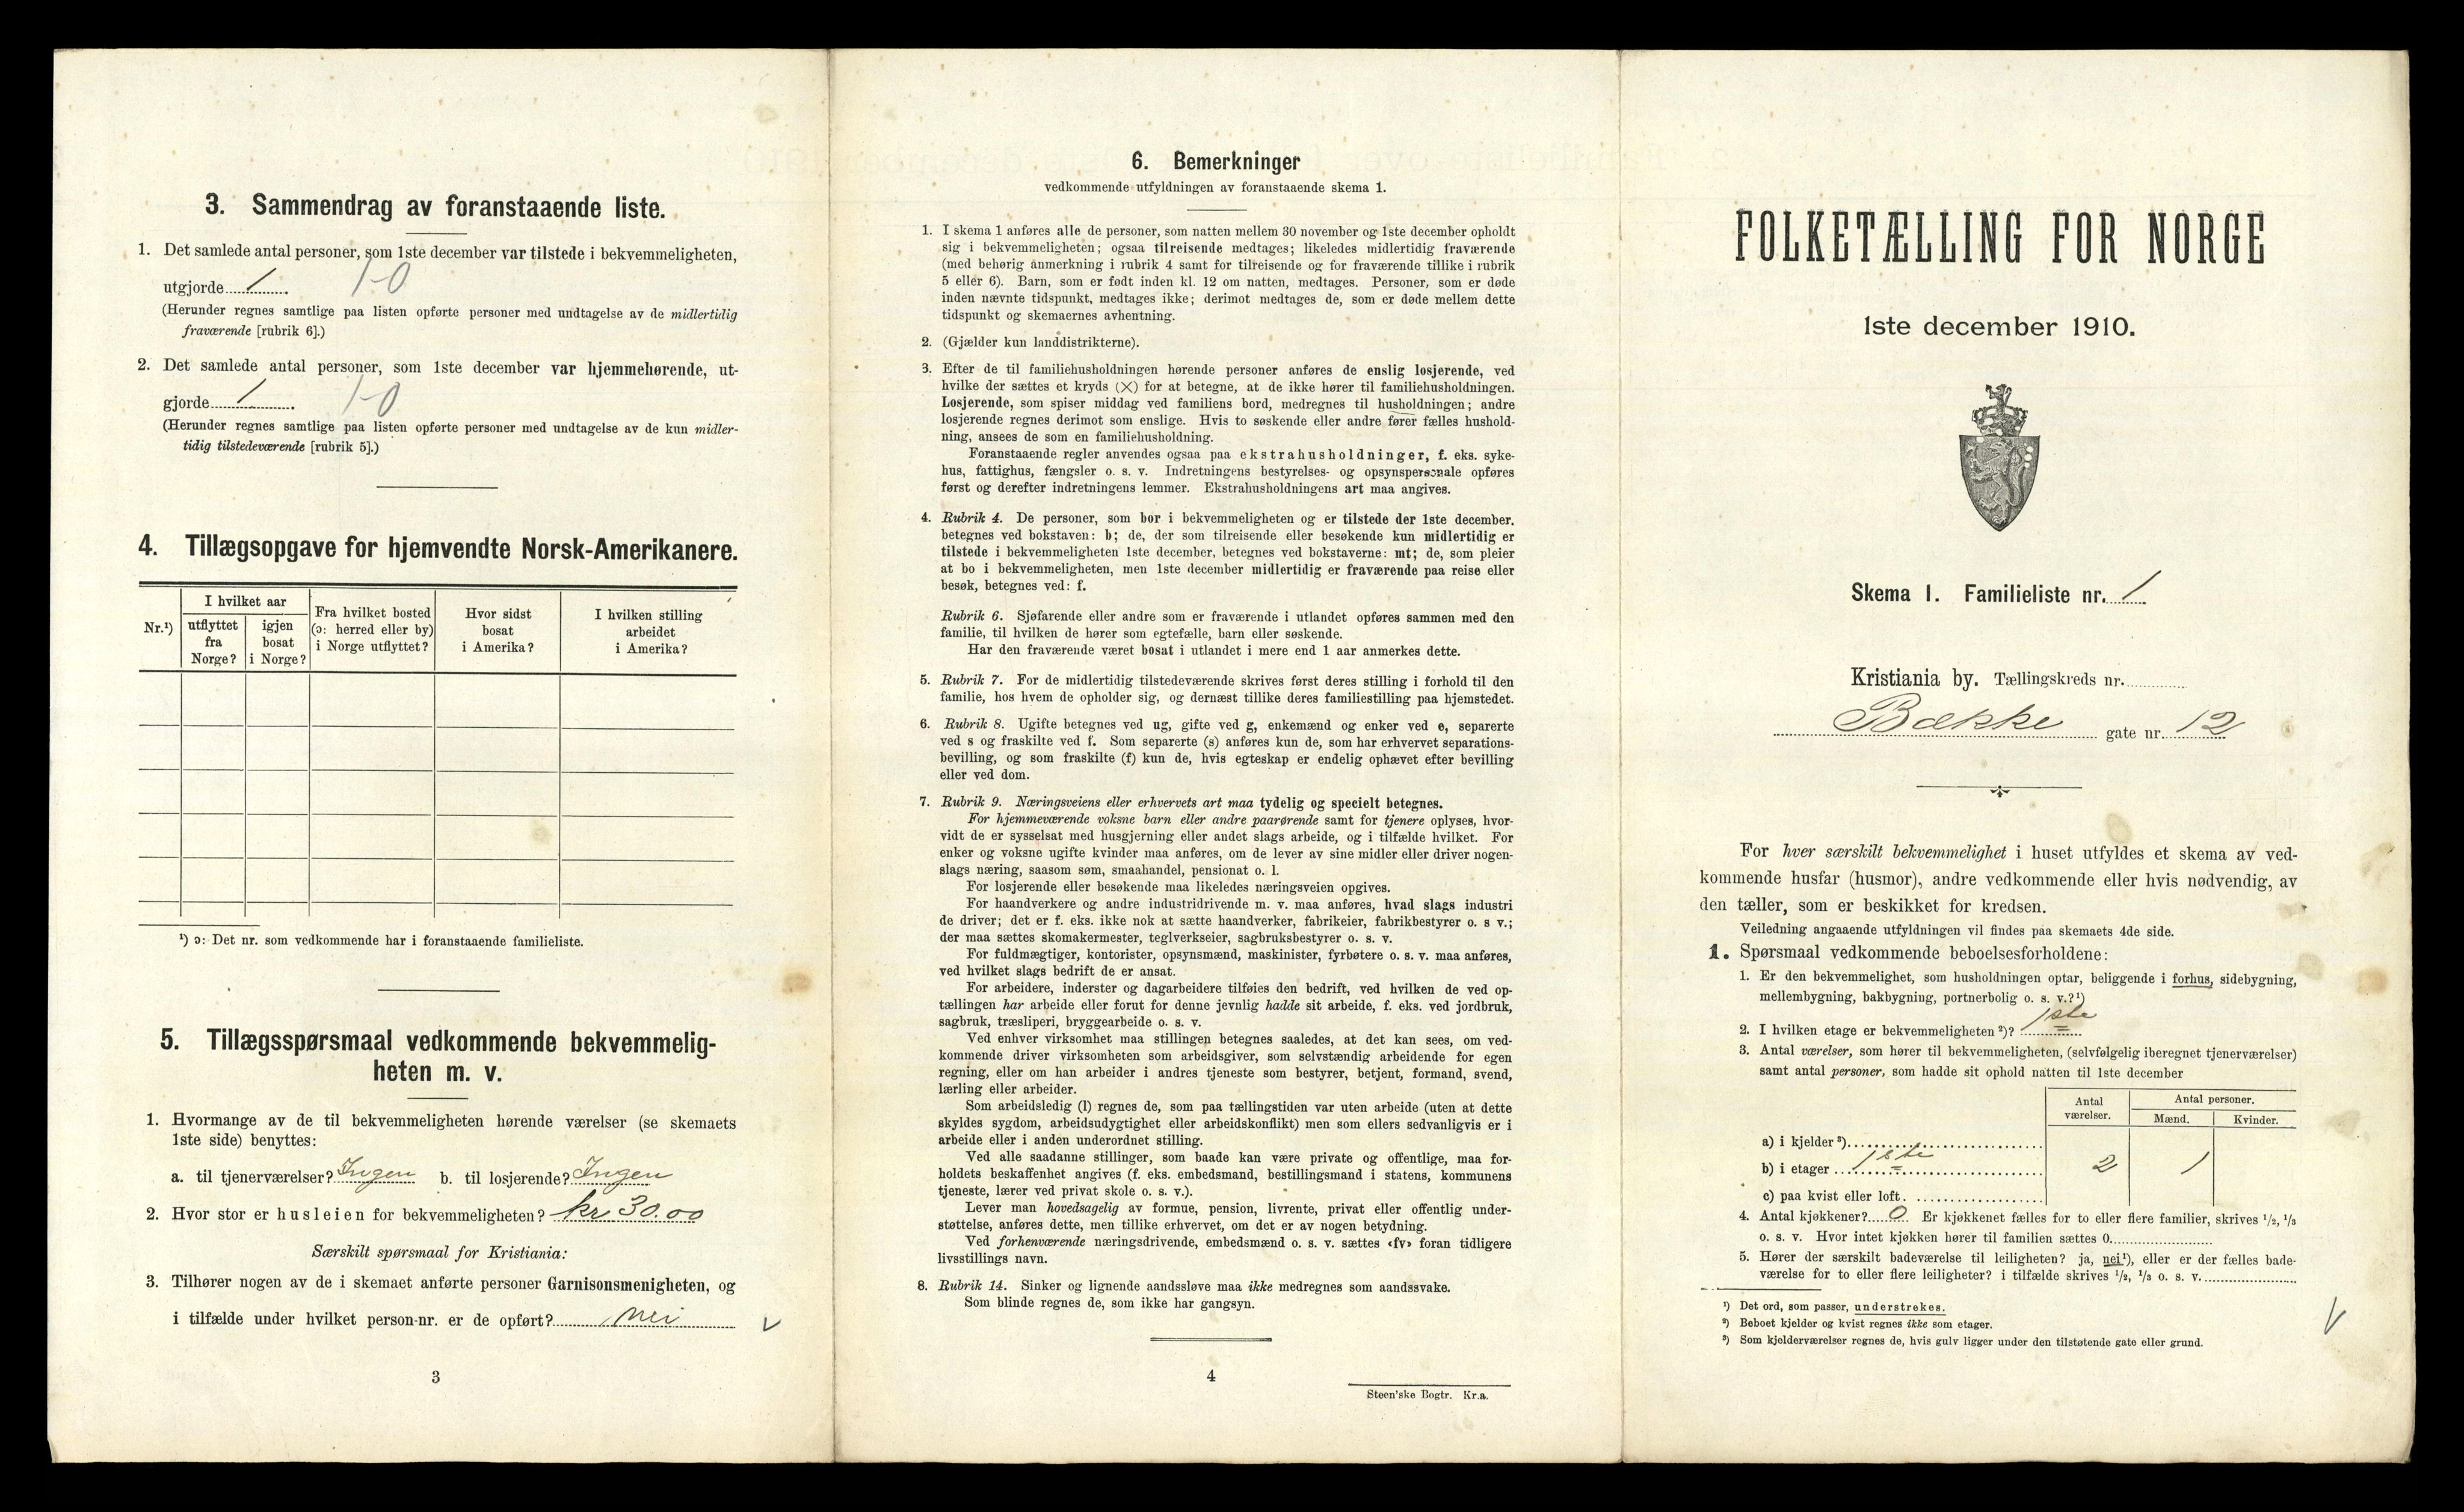 3. Sammendrag av foranstaaende liste.
1. Det samlede antal personer, som 1ste december var tilstede i bekvemmeligheten,
utgjorde 1 1-0
(Herunder regnes samtlige paa listen opførte personer med undtagelse av de midlertidig
fraværende [rubrik 6].)
2. Det samlede antal personer, som 1ste december var hjemmehørende, ut-
gjorde 1 1-0
(Herunder regnes samtlige paa listen opførte personer med undtagelse av de kun midler-
tidig tilstedeværende [rubrik 5].)
4. Tillægsopgave for hjemvendte Norsk-Amerikanere.
Nr.¹)
I hvilket aar
utflyttet fra Norge?
igjen bosat i Norge?
Fra hvilket bosted (ɔ: herred eller by) i Norge utflyttet?
Hvor sidst bosat i Amerika?
I hvilken stilling arbeidet i Amerika?
¹) ɔ: Det nr. som vedkommende har i foranstaaende familieliste.
5. Tillægsspørsmaal vedkommende bekvemmelig-
heten m. v.
1. Hvormange av de til bekvemmeligheten hørende værelser (se skemaets
1ste side) benyttes:
a. til tjenerværelser? Ingen b. til losjerende? Ingen
2. Hvor stor er husleien for bekvemmeligheten? kr 30.00
Særskilt spørsmaal for Kristiania:
3. Tilhører nogen av de i skemaet anførte personer Garnisonsmenigheten, og
i tilfælde under hvilket person-nr. er de opført? nei
3
6. Bemerkninger
vedkommende utfyldningen av foranstaaende skema 1.
1. I skema 1 anføres alle de personer, som natten mellem 30 november og 1ste december opholdt
sig i bekvemmeligheten; ogsaa tilreisende medtages; likeledes midlertidig fraværende
(med behørig anmerkning i rubrik 4 samt for tilreisende og for fraværende tillike i rubrik
5 eller 6). Barn, som er født inden kl. 12 om natten, medtages. Personer, som er døde
inden nævnte tidspunkt, medtages ikke; derimot medtages de, som er døde mellem dette
tidspunkt og skemaernes avhentning.
2. (Gjælder kun landdistrikterne).
3. Efter de til familiehusholdningen hørende personer anføres de enslig losjerende, ved
hvilke der sættes et kryds (×) for at betegne, at de ikke hører til familiehusholdningen.
Losjerende, som spiser middag ved familiens bord, medregnes til husholdningen; andre
losjerende regnes derimot som enslige. Hvis to søskende eller andre fører fælles hushold-
ning, ansees de som en familiehusholdning.
Foranstaaende regler anvendes ogsaa paa ekstrahusholdninger, f. eks. syke-
hus, fattighus, fængsler o. s. v. Indretningens bestyrelses- og opsynspersonale opføres
først og derefter indretningens lemmer. Ekstrahusholdningens art maa angives.
4. Rubrik 4. De personer, som bor i bekvemmeligheten og er tilstede der 1ste december,
betegnes ved bokstaven: b; de, der som tilreisende eller besøkende kun midlertidig er
tilstede i bekvemmeligheten 1ste december, betegnes ved bokstaverne: mt; de, som pleier
at bo i bekvemmeligheten, men 1ste december midlertidig er fraværende paa reise eller
besøk, betegnes ved: f.
Rubrik 6. Sjøfarende eller andre som er fraværende i utlandet opføres sammen med den
familie, til hvilken de hører som egtefælle, barn eller søskende.
Har den fraværende været bosat i utlandet i mere end 1 aar anmerkes dette.
5. Rubrik 7. For de midlertidig tilstedeværende skrives først deres stilling i forhold til den
familie, hos hvem de opholder sig, og dernæst tillike deres familiestilling paa hjemstedet.
6. Rubrik 8. Ugifte betegnes ved ug, gifte ved g, enkemænd og enker ved e, separerte
ved s og fraskilte ved f. Som separerte (s) anføres kun de, som har erhvervet separations-
bevilling, og som fraskilte (f) kun de, hvis egteskap er endelig ophævet efter bevilling
eller ved dom.
7. Rubrik 9. Næringsveiens eller erhvervets art maa tydelig og specielt betegnes.
For hjemmeværende voksne barn eller andre paarørende samt for tjenere oplyses, hvor-
vidt de er sysselsat med husgjerning eller andet slags arbeide, og i tilfælde hvilket. For
enker og voksne ugifte kvinder maa anføres, om de lever av sine midler eller driver nogen-
slags næring, saasom søm, smaahandel, pensionat o. l.
For losjerende eller besøkende maa likeledes næringsveien opgives.
For haandverkere og andre industridrivende m. v. maa anføres, hvad slags industri
de driver; det er f. eks. ikke nok at sætte haandverker, fabrikeier, fabrikbestyrer o. s v.;
der maa sættes skomakermester, teglverkseier, sagbruksbestyrer o. s. v.
For fuldmægtiger, kontorister, opsynsmænd, maskinister, fyrbøtere o. s. v. maa anføres,
ved hvilket slags bedrift de er ansat.
For arbeidere, inderster og dagarbeidere tilføies den bedrift, ved hvilken de ved op-
tællingen har arbeide eller forut for denne jevnlig hadde sit arbeide, f. eks. ved jordbruk,
sagbruk, træsliperi, bryggearbeide o. s. v.
Ved enhver virksomhet maa stillingen betegnes saaledes, at det kan sees, om ved-
kommende driver virksomheten som arbeidsgiver, som selvstændig arbeidende for egen
regning, eller om han arbeider i andres tjeneste som bestyrer, betjent, formand, svend,
lærling eller arbeider.
Som arbeidsledig (l) regnes de, som paa tællingstiden var uten arbeide (uten at dette
skyldes sygdom, arbeidsudygtighet eller arbeidskonflikt) men som ellers sedvanligvis er i
arbeide eller i anden underordnet stilling.
Ved alle saadanne stillinger, som baade kan være private og offentlige, maa for-
holdets beskaffenhet angives (f. eks. embedsmand, bestillingsmand i statens, kommunens
tjeneste, lærer ved privat skole o. s. v.).
Lever man hovedsagelig av formue, pension, livrente, privat eller offentlig under-
støttelse, anføres dette, men tillike erhvervet, om det er av nogen betydning.
Ved forhenværende næringsdrivende, embedsmænd o. s. v. sættes «fv» foran tidligere
livsstillings navn.
8. Rubrik 14. Sinker og lignende aandssløve maa ikke medregnes som aandssvake.
Som blinde regnes de, som ikke har gangsyn.
4
Steen'ske Bogtr. Kr.a.
FOLKETÆLLING FOR NORGE
1ste december 1910.
Skema 1. Familieliste nr. 1
Kristiania by. Tællingskreds nr.
Bække gate nr. 12
For hver særskilt bekvemmelighet i huset utfyldes et skema av ved-
kommende husfar (husmor), andre vedkommende eller hvis nødvendig, av
den tæller, som er beskikket for kredsen.
Veiledning angaaende utfyldningen vil findes paa skemaets 4de side.
1. Spørsmaal vedkommende beboelsesforholdene:
1. Er den bekvemmelighet, som husholdningen optar, beliggende i forhus, sidebygning,
mellembygning, bakbygning, portnerbolig o. s. v.?¹)
2. I hvilken etage er bekvemmeligheten²)? 1ste
3. Antal værelser, som hører til bekvemmeligheten, (selvfølgelig iberegnet tjenerværelser)
samt antal personer, som hadde sit ophold natten til 1ste december
Antal værelser.
Antal personer.
Mænd. Kvinder.
a) i kjelder³)
b) i etager 1ste 2 1
c) paa kvist eller loft.
4. Antal kjøkkener? 0 Er kjøkkenet fælles for to eller flere familier, skrives 1/2, 1/3
o. s. v. Hvor intet kjøkken hører til familien sættes 0.
5. Hører der særskilt badeværelse til leiligheten? ja, nei¹), eller er der fælles bade-
værelse for to eller flere leiligheter? i tilfælde skrives 1/2, 1/3 o. s. v.
¹) Det ord, som passer, understrekes.
²) Beboet kjelder og kvist regnes ikke som etager.
³) Som kjelderværelser regnes de, hvis gulv ligger under den tilstøtende gate eller grund.